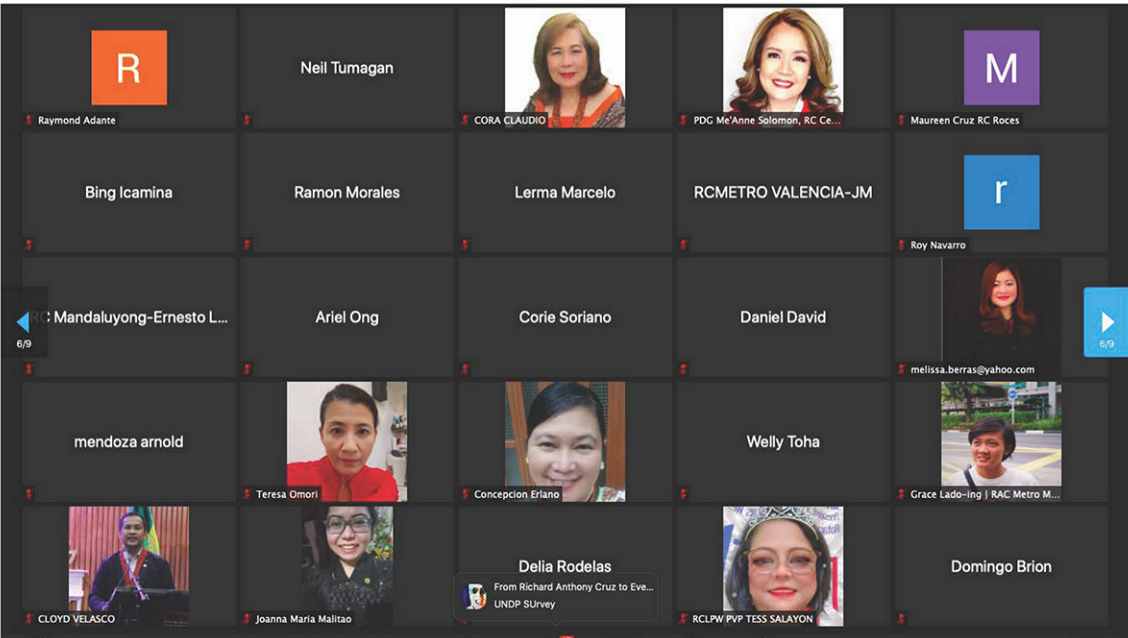 R
Raymond Adante
Neil Tumagan
CORA CLAUDIO
PDG Me'Anne Solomon, RC Ce...
M
Maureen Cruz RC Roces
Bing Icamina
Ramon Morales
Lerma Marcelo
RCMETRO VALENCIA-JM
r
Roy Navarro
RC Mandaluyong-Ernesto L...
Ariel Ong
Corie Soriano
Daniel David
melissa.berras@yahoo.com
6/9
6/9
mendoza arnold
Teresa Omori
Concepcion Erlano
Welly Toha
Grace Lado-ing | RAC Metro M...
CLOYD VELASCO
Joanna Maria Malitao
Delia Rodelas
From Richard Anthony Cruz to Eve...
UNDP SUrvey
RCLPW PVP TESS SALAYON
Domingo Brion